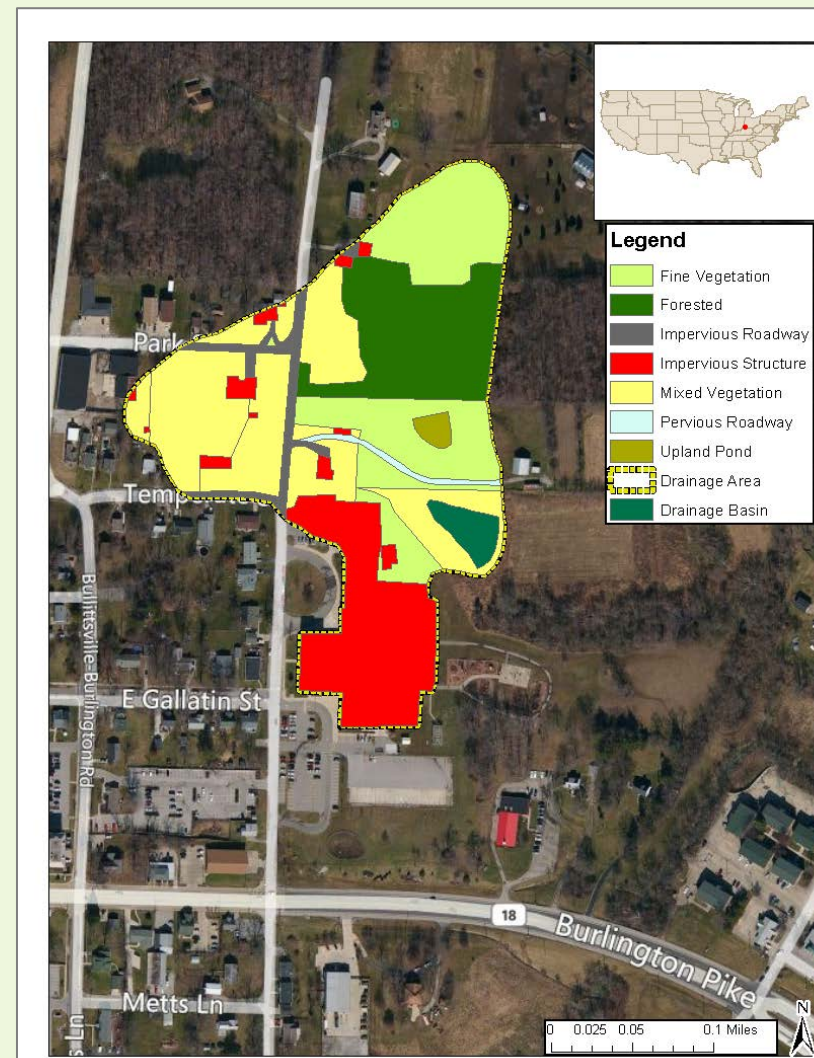 Legend
Fine Vegetation
Forested
Impervious Roadway
Impervious Structure
Mixed Vegetation
Pervious Roadway
Upland Pond
Drainage Area
Drainage Basin
Park
Temp
Bullittsville-Burlington Rd
E Gallatin St
18
Burlington Pike
Metts Ln
s Ln
N
0 0.025 0.05 0.1 Miles